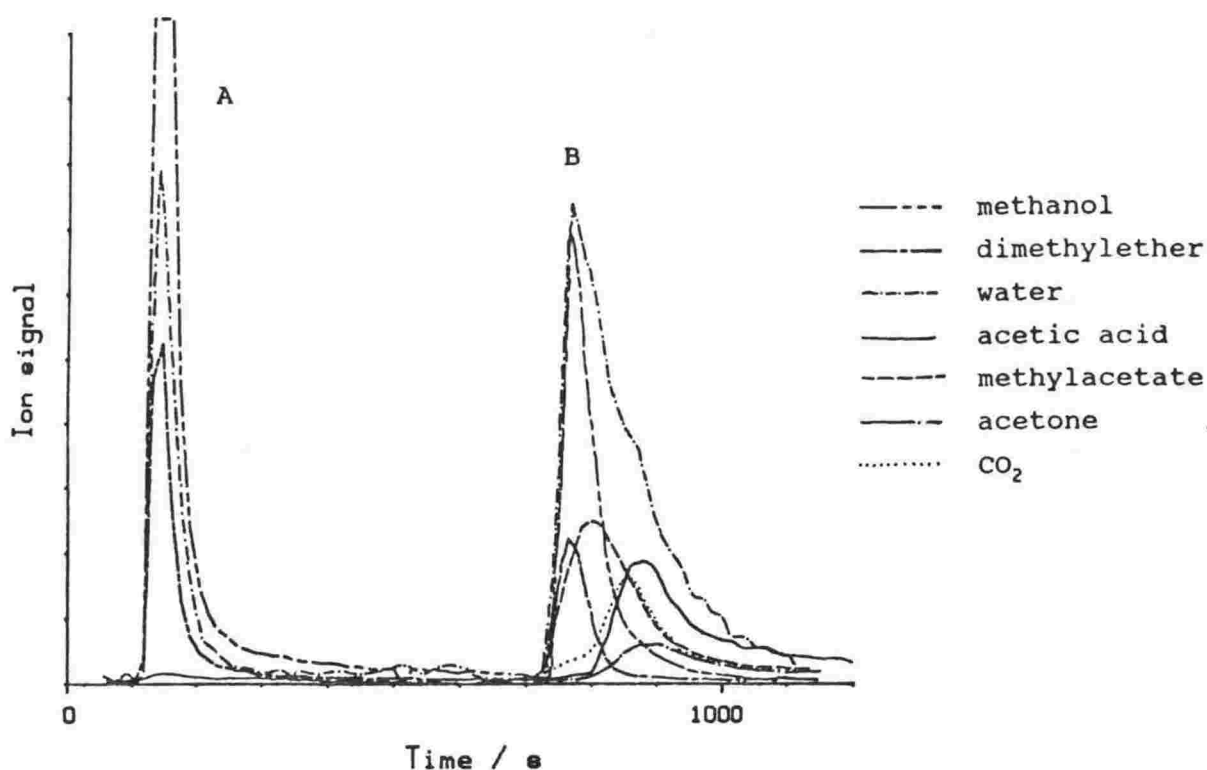 A
B
Ion signal
methanol
dimethylether
water
acetic acid
methylacetate
acetone
CO₂
0
1000
Time / s